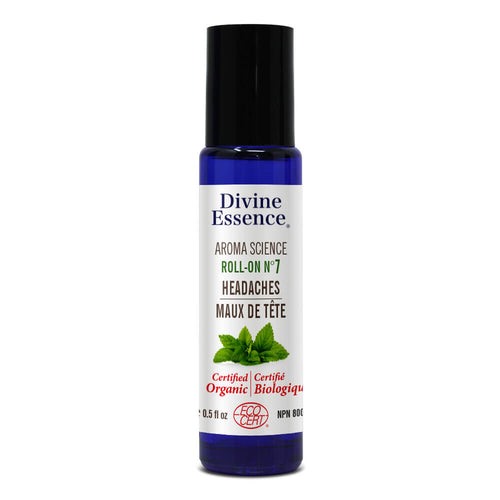 Divine
Essence®
AROMA SCIENCE
ROLL-ON N°7
HEADACHES
MAUX DE TÊTE
Certified Certifié
Organic Biologique
0.5 fl oz
ECO
CERT
NPN 800